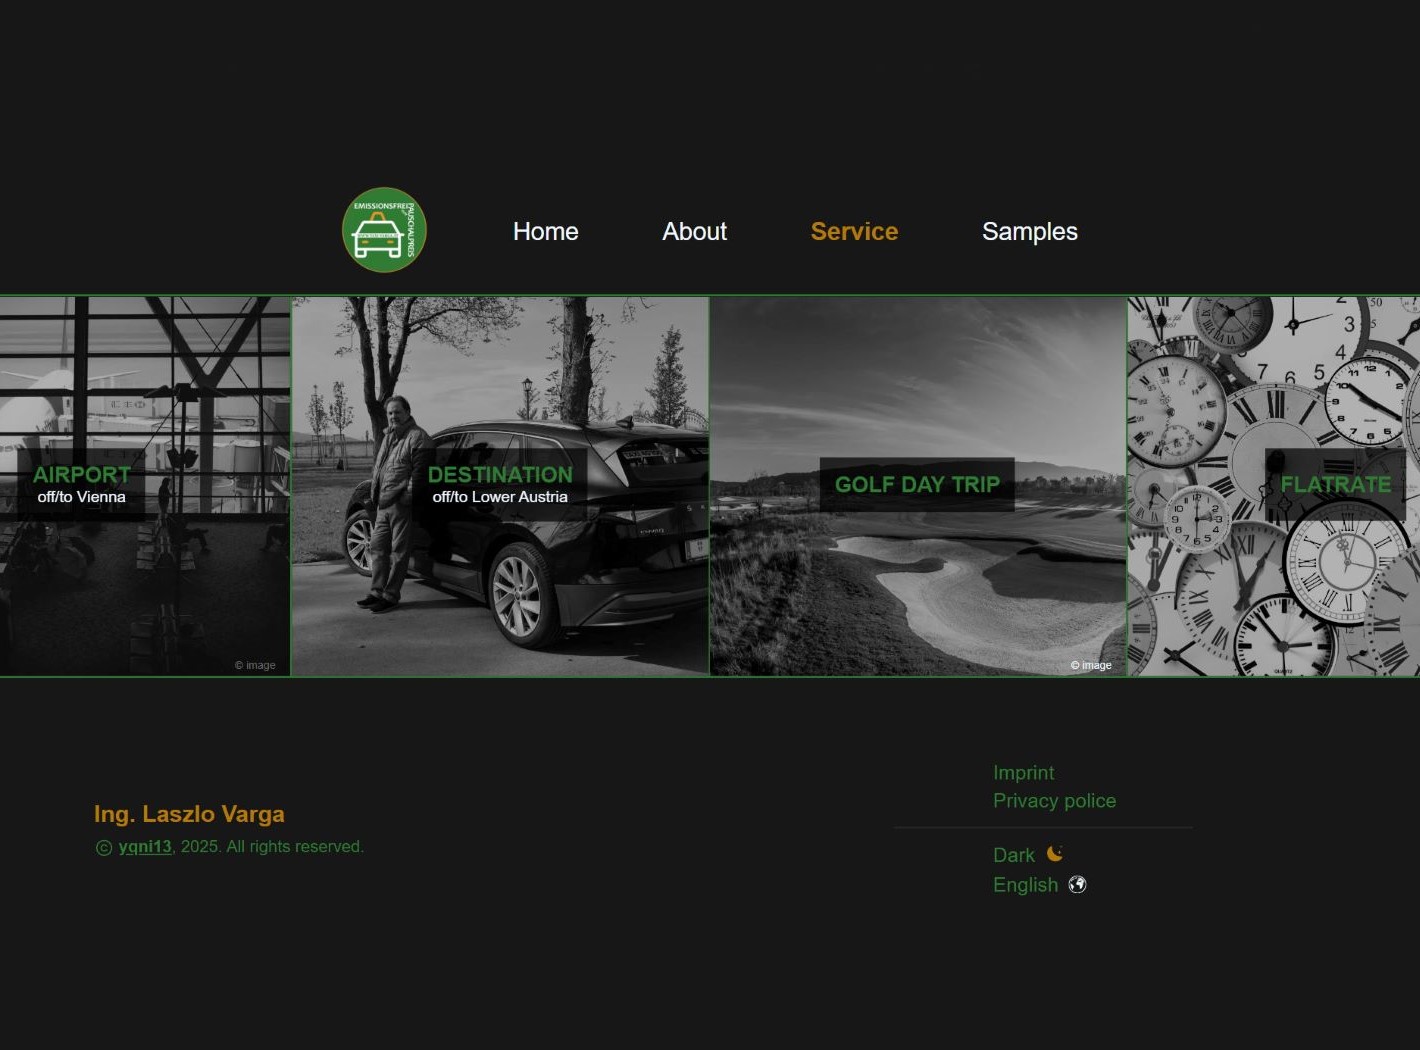 EMISSIONSFREI
PAUSCHALPREIS
Home
About
Service
Samples
AIRPORT
off/to Vienna
© image
DESTINATION
off/to Lower Austria
GOLF DAY TRIP
© image
FLATRATE
Imprint
Privacy police
Ing. Laszlo Varga
© yqni13, 2025. All rights reserved.
Dark
English